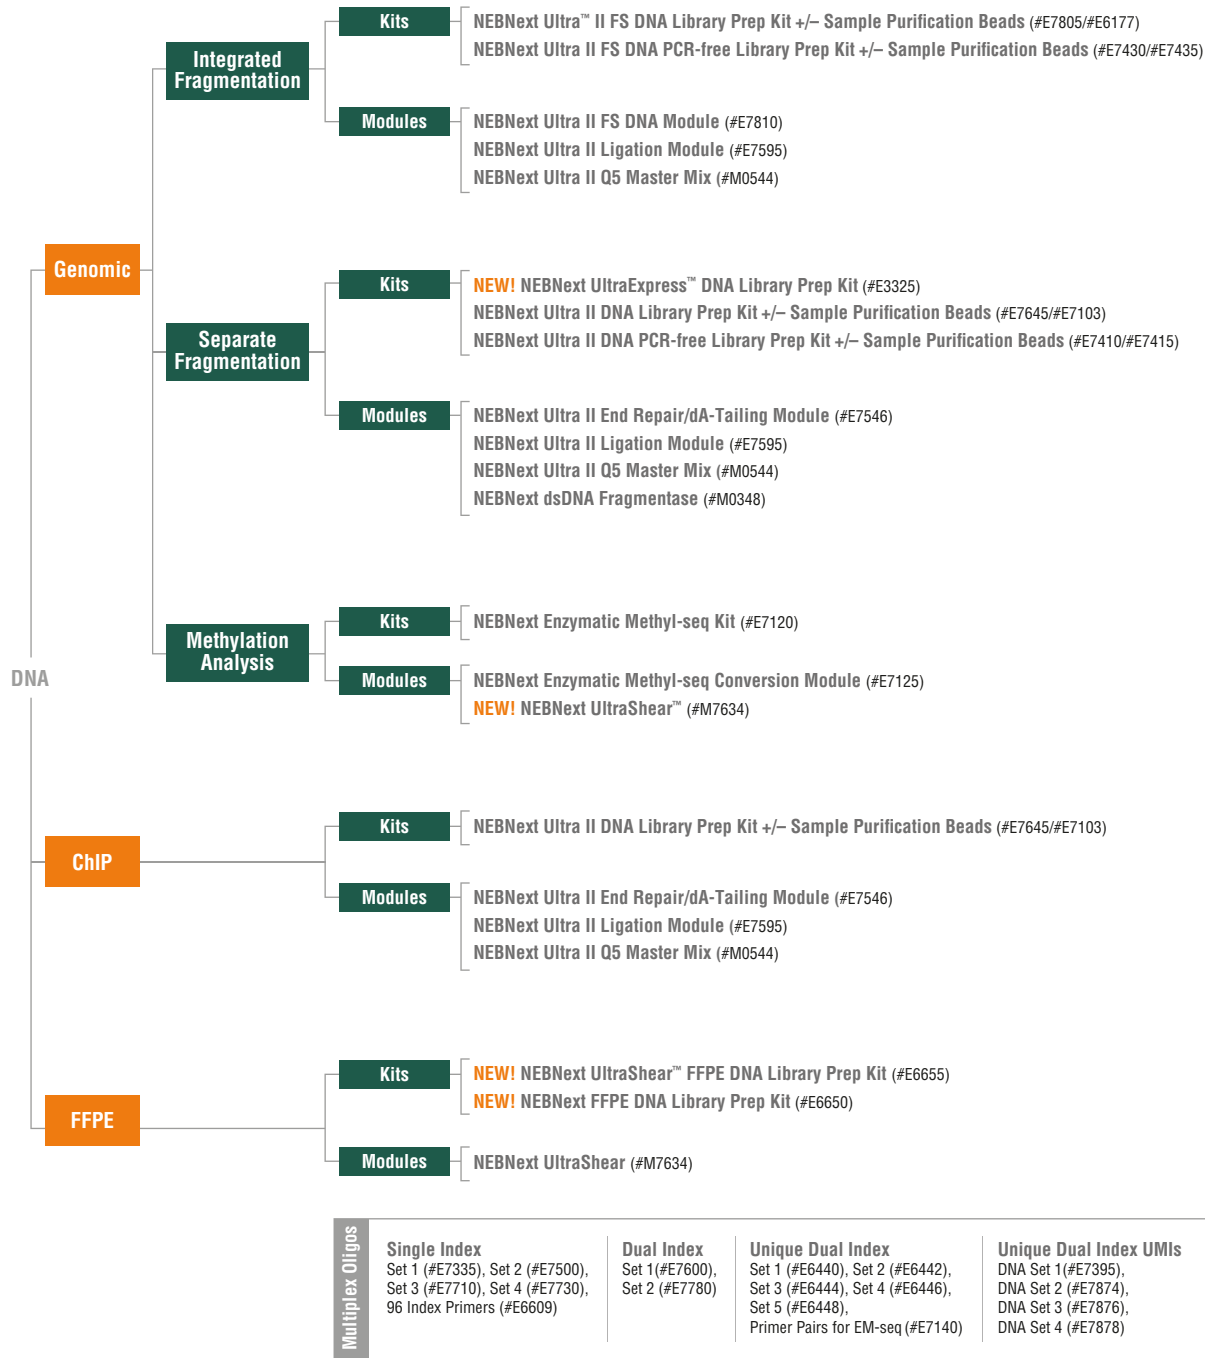 DNA
Genomic
Integrated
Fragmentation
Kits
NEBNext Ultra™ II FS DNA Library Prep Kit +/– Sample Purification Beads (#E7805/#E6177)
NEBNext Ultra II FS DNA PCR-free Library Prep Kit +/– Sample Purification Beads (#E7430/#E7435)
Modules
NEBNext Ultra II FS DNA Module (#E7810)
NEBNext Ultra II Ligation Module (#E7595)
NEBNext Ultra II Q5 Master Mix (#M0544)
Separate
Fragmentation
Kits
NEW! NEBNext UltraExpress™ DNA Library Prep Kit (#E3325)
NEBNext Ultra II DNA Library Prep Kit +/– Sample Purification Beads (#E7645/#E7103)
NEBNext Ultra II DNA PCR-free Library Prep Kit +/– Sample Purification Beads (#E7410/#E7415)
Modules
NEBNext Ultra II End Repair/dA-Tailing Module (#E7546)
NEBNext Ultra II Ligation Module (#E7595)
NEBNext Ultra II Q5 Master Mix (#M0544)
NEBNext dsDNA Fragmentase (#M0348)
Methylation
Analysis
Kits
NEBNext Enzymatic Methyl-seq Kit (#E7120)
Modules
NEBNext Enzymatic Methyl-seq Conversion Module (#E7125)
NEW! NEBNext UltraShear™ (#M7634)
ChIP
Kits
NEBNext Ultra II DNA Library Prep Kit +/– Sample Purification Beads (#E7645/#E7103)
Modules
NEBNext Ultra II End Repair/dA-Tailing Module (#E7546)
NEBNext Ultra II Ligation Module (#E7595)
NEBNext Ultra II Q5 Master Mix (#M0544)
FFPE
Kits
NEW! NEBNext UltraShear™ FFPE DNA Library Prep Kit (#E6655)
NEW! NEBNext FFPE DNA Library Prep Kit (#E6650)
Modules
NEBNext UltraShear (#M7634)
Multiplex Oligos
Single Index
Set 1 (#E7335), Set 2 (#E7500),
Set 3 (#E7710), Set 4 (#E7730),
96 Index Primers (#E6609)
Dual Index
Set 1(#E7600),
Set 2 (#E7780)
Unique Dual Index
Set 1 (#E6440), Set 2 (#E6442),
Set 3 (#E6444), Set 4 (#E6446),
Set 5 (#E6448),
Primer Pairs for EM-seq (#E7140)
Unique Dual Index UMIs
DNA Set 1(#E7395),
DNA Set 2 (#E7874),
DNA Set 3 (#E7876),
DNA Set 4 (#E7878)